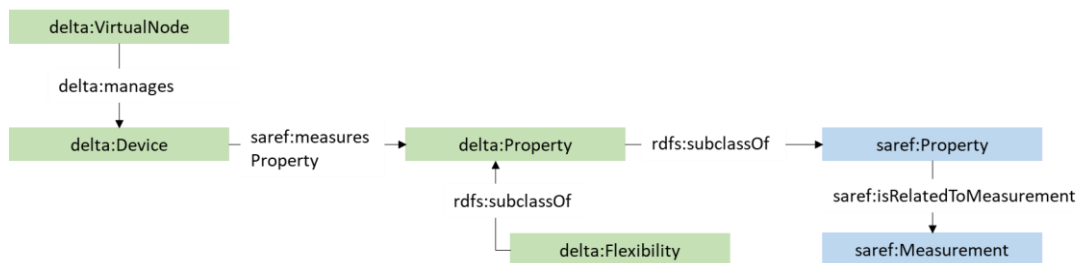 delta:VirtualNode
delta:manages
delta:Device
saref:measures
Property
delta:Property
rdfs:subclassOf
saref:Property
rdfs:subclassOf
saref:isRelatedToMeasurement
delta:Flexibility
saref:Measurement